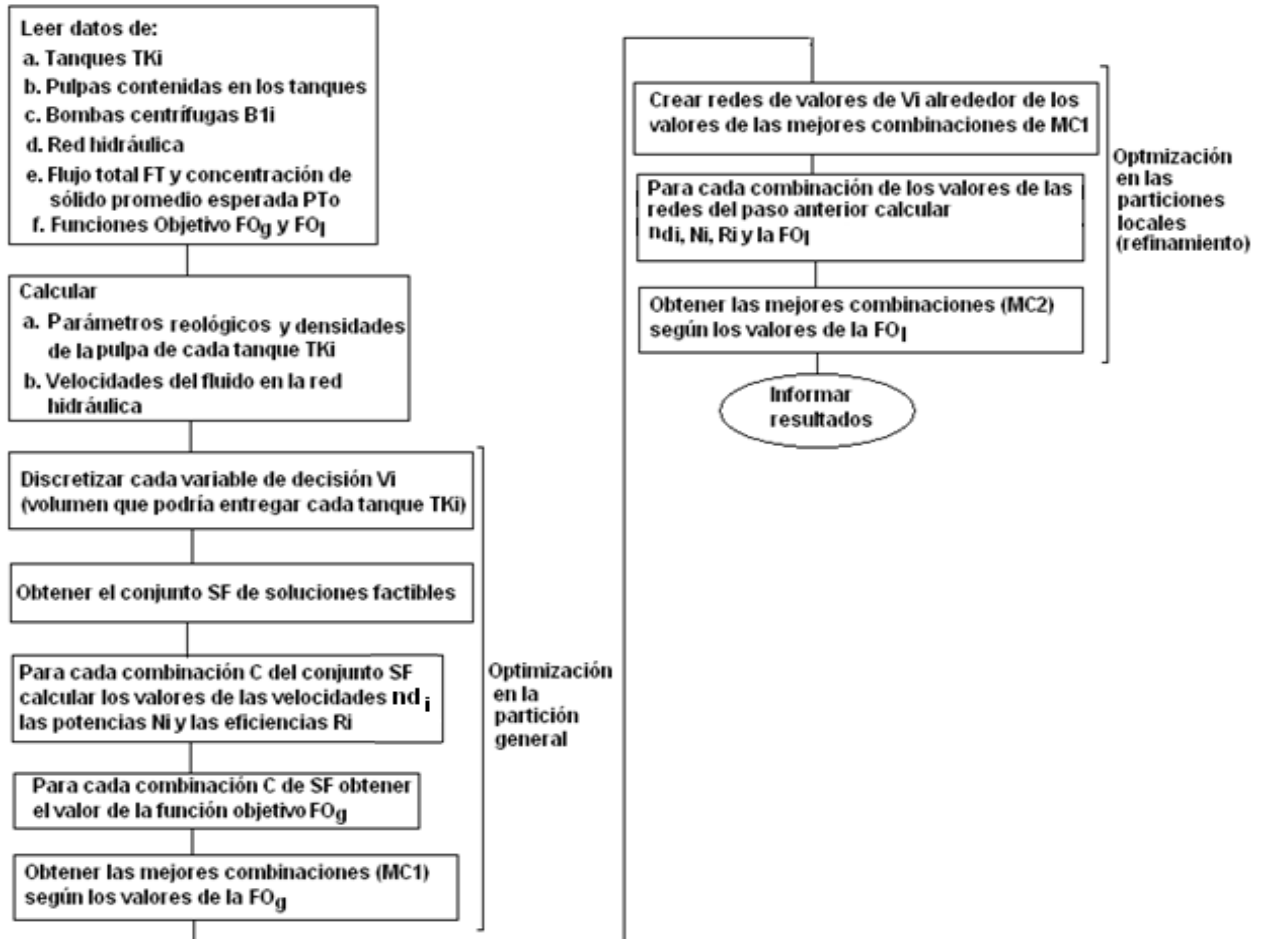 Leer datos de:
a. Tanques TKi
b. Pulpas contenidas en los tanques
c. Bombas centrífugas B1i
d. Red hidráulica
e. Flujo total FT y concentración de
sólido promedio esperada PTo
f. Funciones Objetivo FOg y FOl
Calcular
a. Parámetros reológicos y densidades
de la pulpa de cada tanque TKi
b. Velocidades del fluido en la red
hidráulica
Discretizar cada variable de decisión Vi
(volumen que podría entregar cada tanque TKi)
Obtener el conjunto SF de soluciones factibles
Para cada combinación C del conjunto SF
calcular los valores de las velocidades ndi
las potencias Ni y las eficiencias Ri
Para cada combinación C de SF obtener
el valor de la función objetivo FOg
Obtener las mejores combinaciones (MC1)
según los valores de la FOg
Optimización
en la
partición
general
Crear redes de valores de Vi alrededor de los
valores de las mejores combinaciones de MC1
Para cada combinación de los valores de las
redes del paso anterior calcular
ndi, Ni, Ri y la FOl
Obtener las mejores combinaciones (MC2)
según los valores de la FOl
Informar
resultados
Optmización
en las
particiones
locales
(refinamiento)